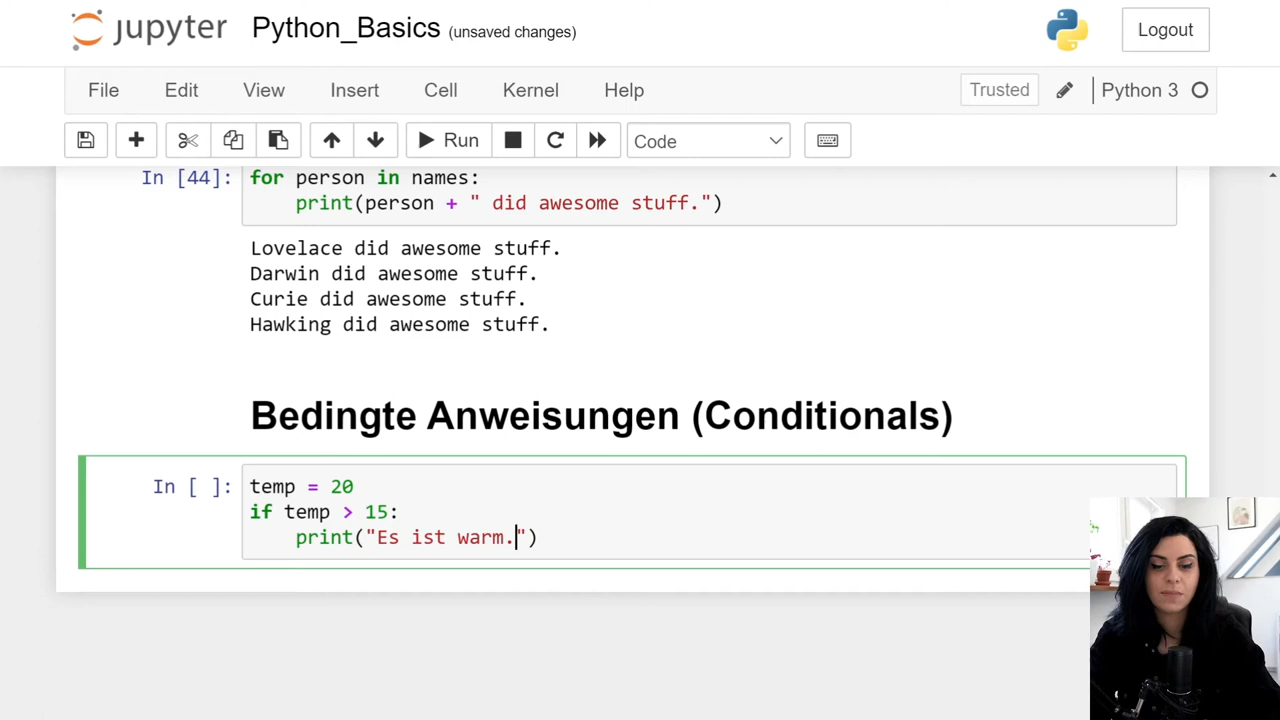 jupyter Python_Basics (unsaved changes) Logout
File Edit View Insert Cell Kernel Help Trusted Python 3
Run Code
In [44]: for person in names:
print(person + " did awesome stuff.")
Lovelace did awesome stuff.
Darwin did awesome stuff.
Curie did awesome stuff.
Hawking did awesome stuff.
Bedingte Anweisungen (Conditionals)
In [ ]: temp = 20
if temp > 15:
print("Es ist warm.")